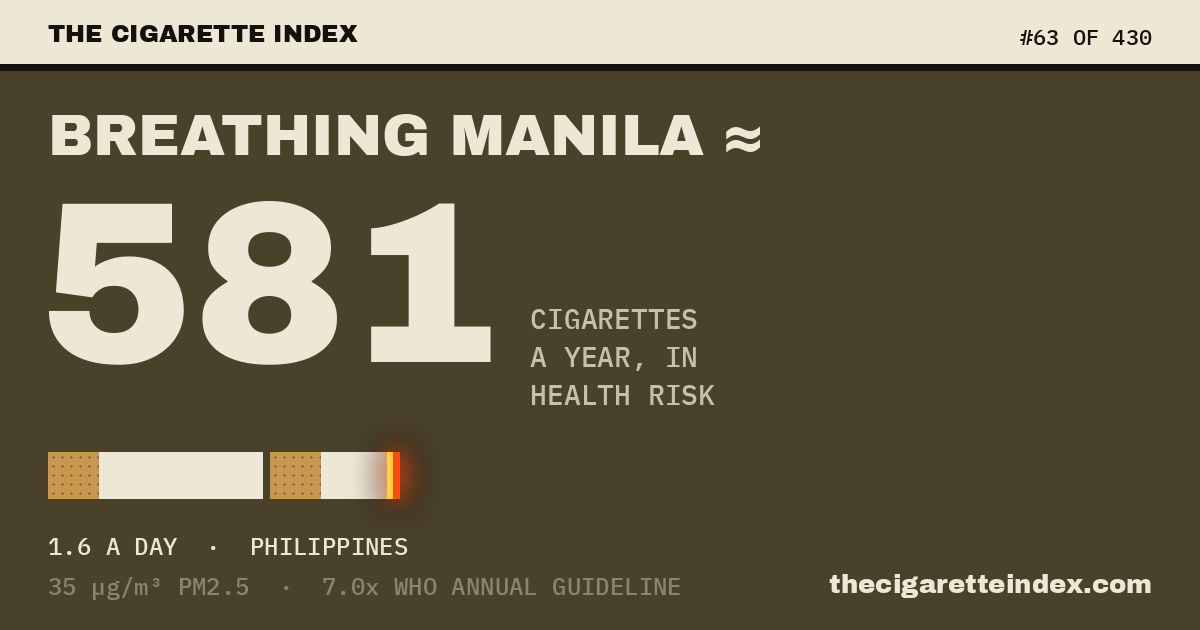 THE CIGARETTE INDEX
#63 OF 430
BREATHING MANILA ≈
581
CIGARETTES
A YEAR, IN
HEALTH RISK
1.6 A DAY · PHILIPPINES
35 µg/m³ PM2.5 · 7.0x WHO ANNUAL GUIDELINE
thecigaretteindex.com